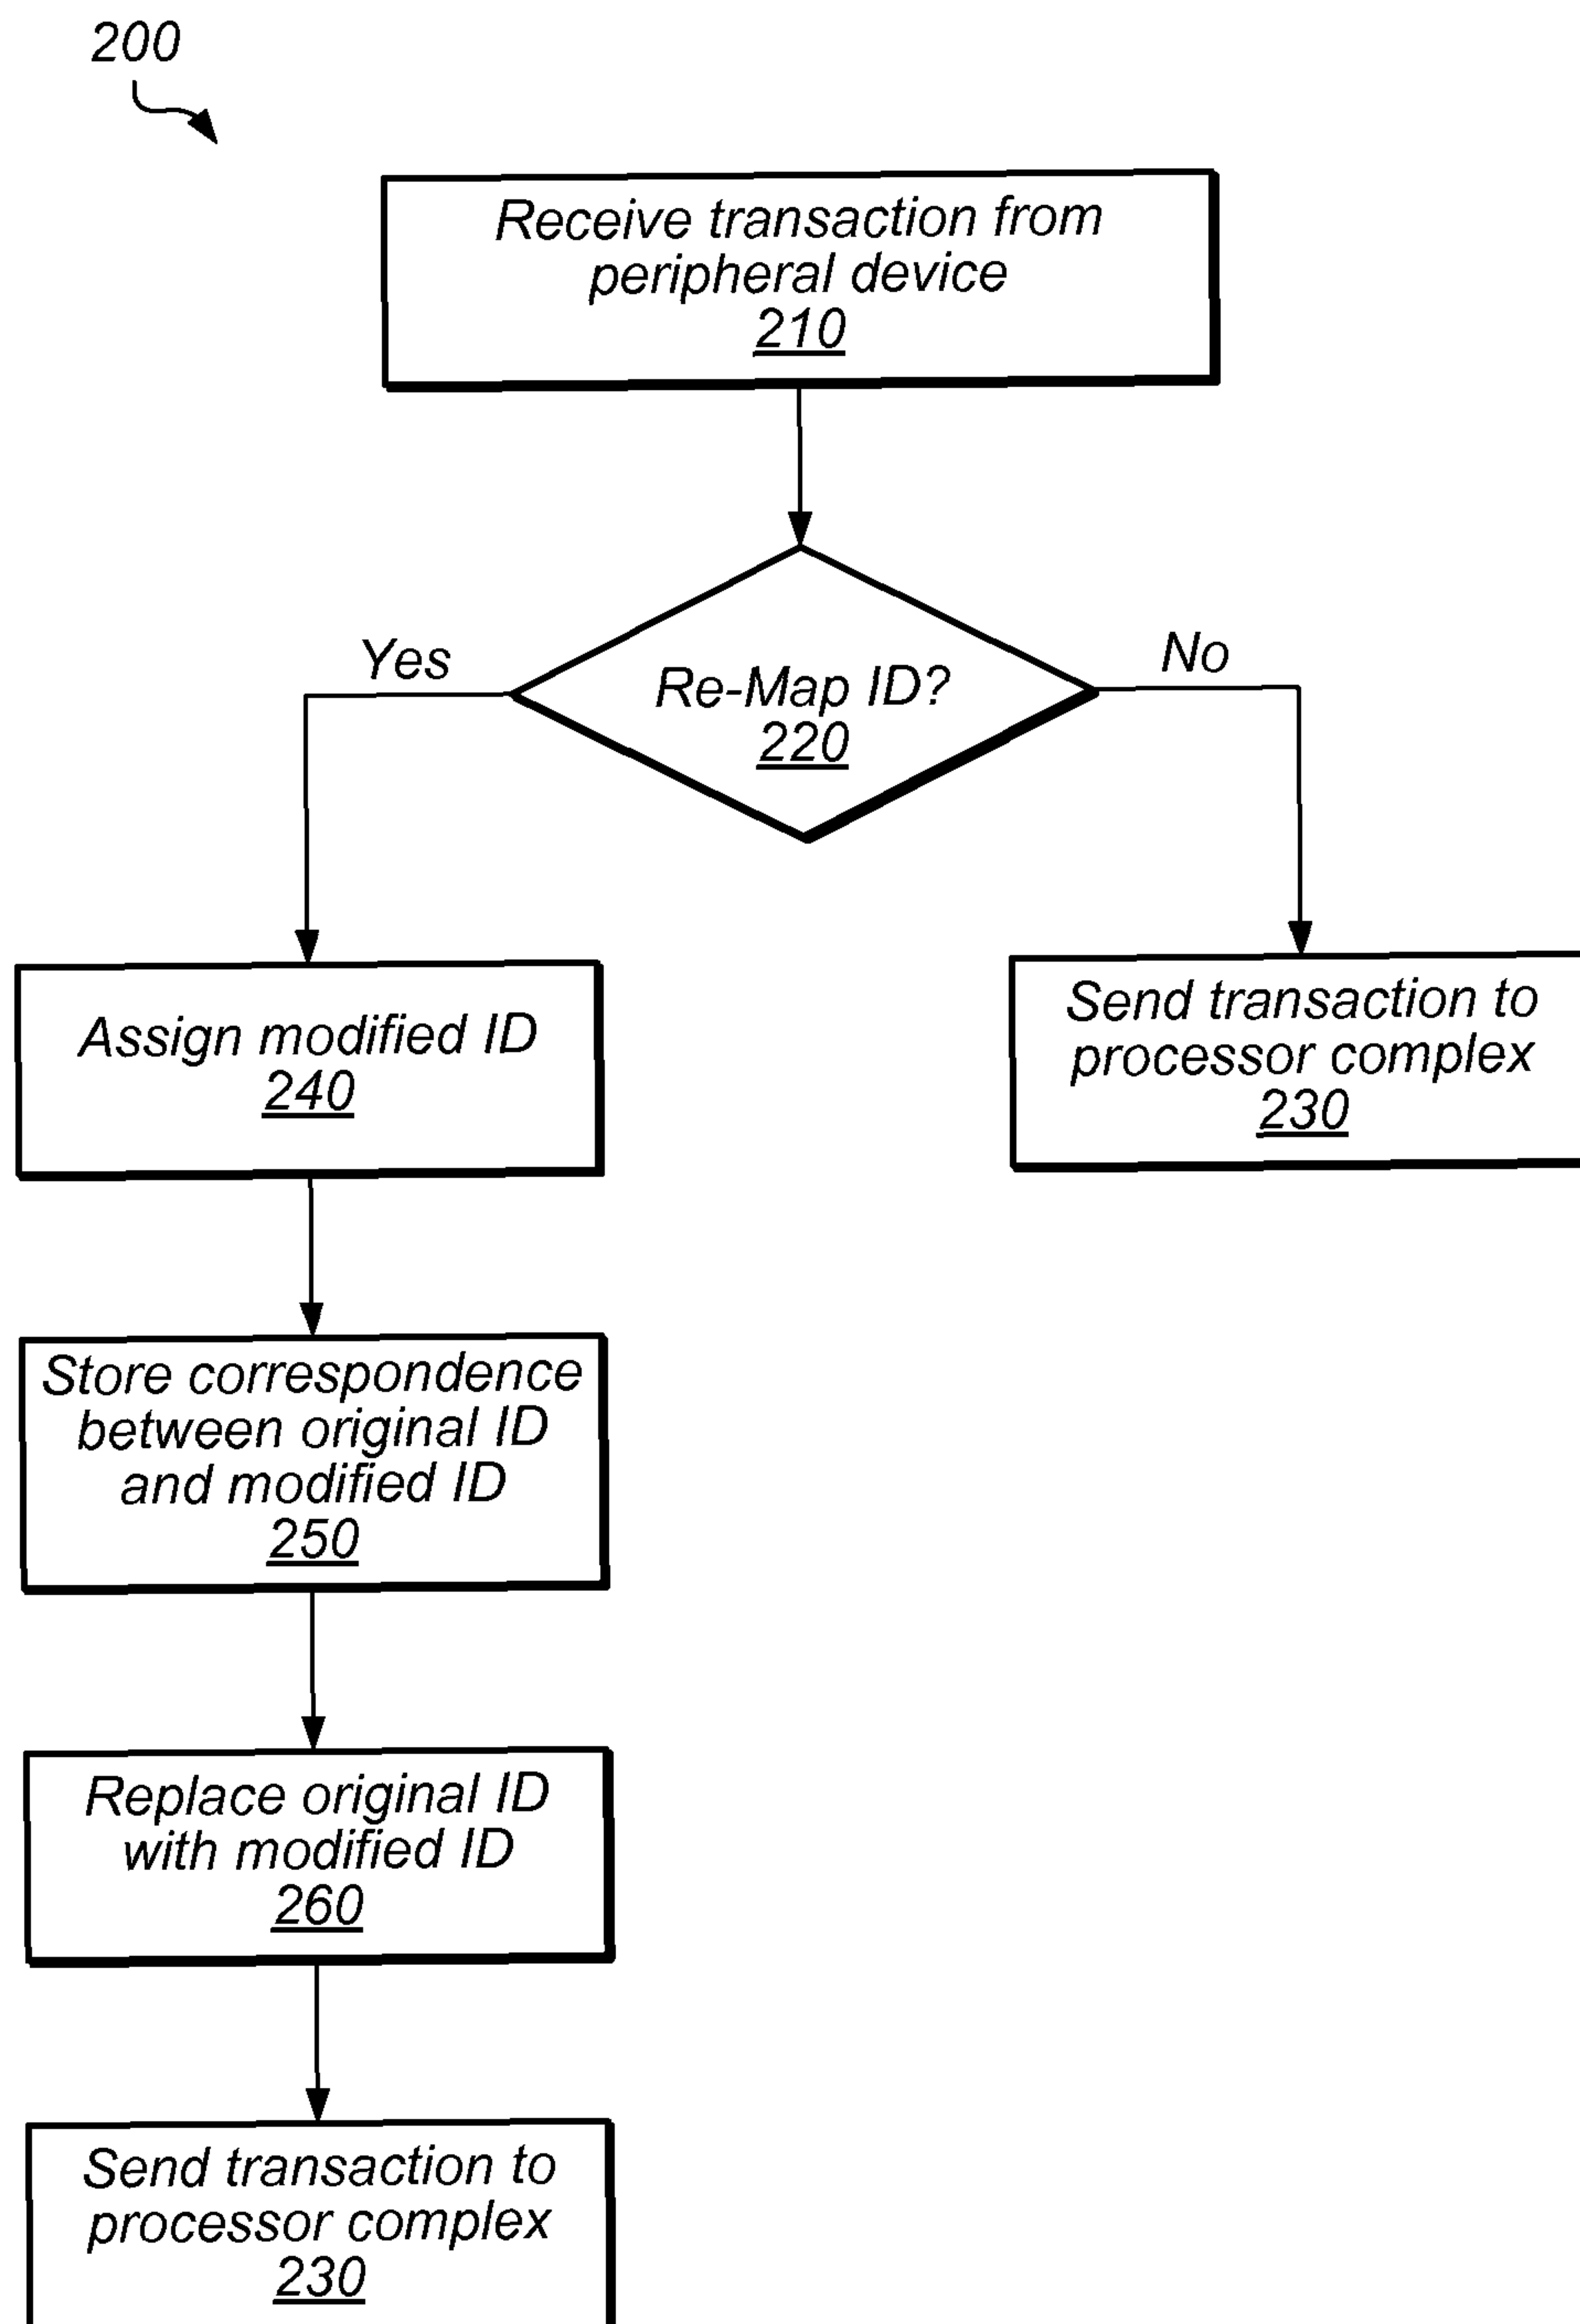 200
Receive transaction from
peripheral device
210
Yes
No
Re-Map ID?
220
Assign modified ID
240
Send transaction to
processor complex
230
Store correspondence
between original ID
and modified ID
250
Replace original ID
with modified ID
260
Send transaction to
processor complex
230